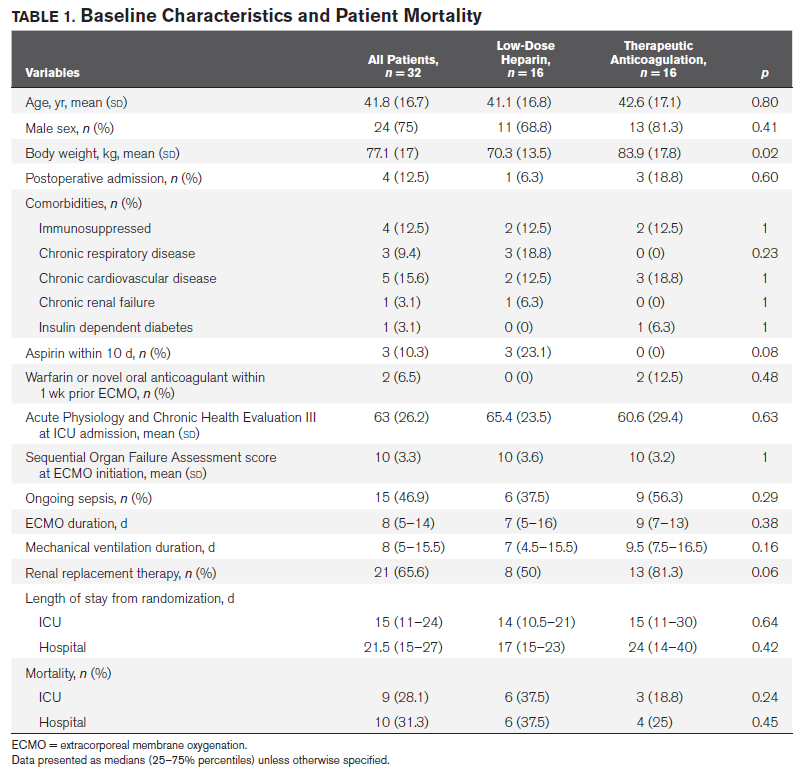 TABLE 1. Baseline Characteristics and Patient Mortality
Variables All Patients, n = 32 Low-Dose Heparin, n = 16 Therapeutic Anticoagulation, n = 16 p
Age, yr, mean (SD) 41.8 (16.7) 41.1 (16.8) 42.6 (17.1) 0.80
Male sex, n (%) 24 (75) 11 (68.8) 13 (81.3) 0.41
Body weight, kg, mean (SD) 77.1 (17) 70.3 (13.5) 83.9 (17.8) 0.02
Postoperative admission, n (%) 4 (12.5) 1 (6.3) 3 (18.8) 0.60
Comorbidities, n (%)
Immunosuppressed 4 (12.5) 2 (12.5) 2 (12.5) 1
Chronic respiratory disease 3 (9.4) 3 (18.8) 0 (0) 0.23
Chronic cardiovascular disease 5 (15.6) 2 (12.5) 3 (18.8) 1
Chronic renal failure 1 (3.1) 1 (6.3) 0 (0) 1
Insulin dependent diabetes 1 (3.1) 0 (0) 1 (6.3) 1
Aspirin within 10 d, n (%) 3 (10.3) 3 (23.1) 0 (0) 0.08
Warfarin or novel oral anticoagulant within 2 (6.5) 0 (0) 2 (12.5) 0.48
1 wk prior ECMO, n (%)
Acute Physiology and Chronic Health Evaluation III 63 (26.2) 65.4 (23.5) 60.6 (29.4) 0.63
at ICU admission, mean (SD)
Sequential Organ Failure Assessment score 10 (3.3) 10 (3.6) 10 (3.2) 1
at ECMO initiation, mean (SD)
Ongoing sepsis, n (%) 15 (46.9) 6 (37.5) 9 (56.3) 0.29
ECMO duration, d 8 (5–14) 7 (5–16) 9 (7–13) 0.38
Mechanical ventilation duration, d 8 (5–15.5) 7 (4.5–15.5) 9.5 (7.5–16.5) 0.16
Renal replacement therapy, n (%) 21 (65.6) 8 (50) 13 (81.3) 0.06
Length of stay from randomization, d
ICU 15 (11–24) 14 (10.5–21) 15 (11–30) 0.64
Hospital 21.5 (15–27) 17 (15–23) 24 (14–40) 0.42
Mortality, n (%)
ICU 9 (28.1) 6 (37.5) 3 (18.8) 0.24
Hospital 10 (31.3) 6 (37.5) 4 (25) 0.45
ECMO = extracorporeal membrane oxygenation.
Data presented as medians (25–75% percentiles) unless otherwise specified.